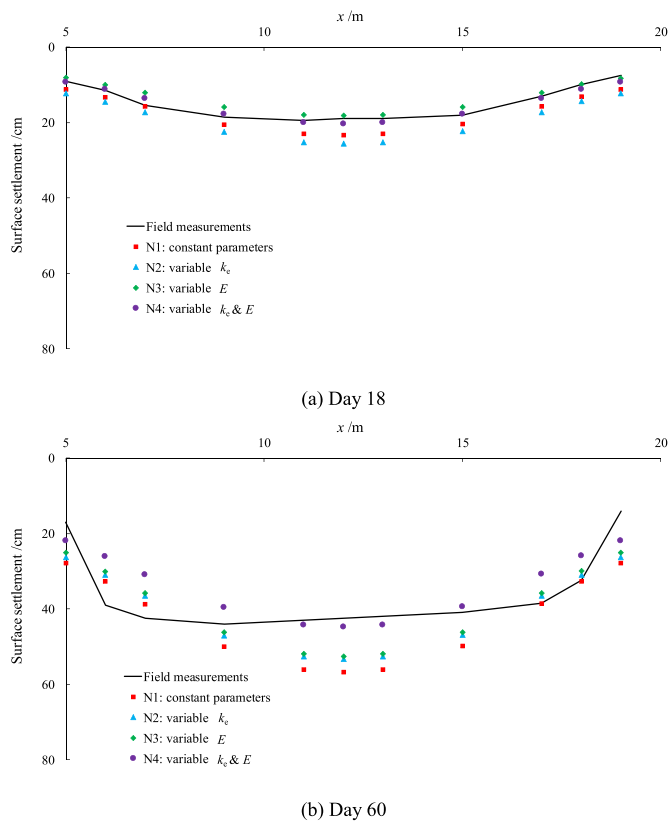 x /m
5 10 15 20
0
20
40
60
80
Surface settlement /cm
Field measurements
N1: constant parameters
N2: variable ke
N3: variable E
N4: variable ke & E
(a) Day 18
x /m
5 10 15 20
0
20
40
60
80
Surface settlement /cm
Field measurements
N1: constant parameters
N2: variable ke
N3: variable E
N4: variable ke & E
(b) Day 60